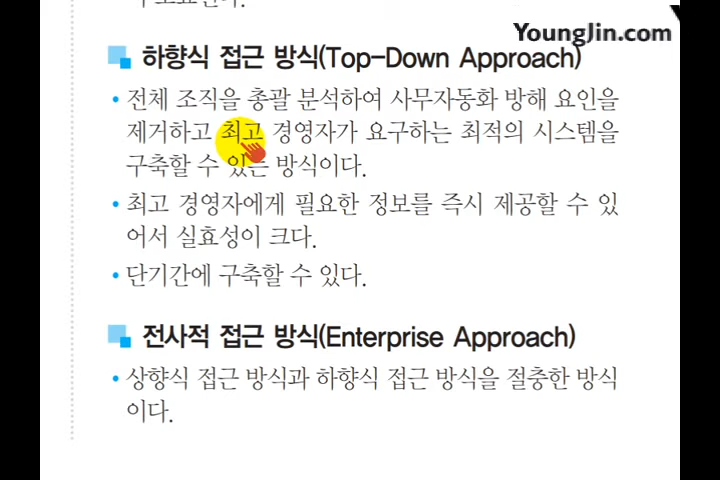 YoungJin.com
하향식 접근 방식(Top-Down Approach)
• 전체 조직을 총괄 분석하여 사무자동화 방해 요인을
제거하고 최고 경영자가 요구하는 최적의 시스템을
구축할 수 있는 방식이다.
• 최고 경영자에게 필요한 정보를 즉시 제공할 수 있
어서 실효성이 크다.
• 단기간에 구축할 수 있다.
전사적 접근 방식(Enterprise Approach)
• 상향식 접근 방식과 하향식 접근 방식을 절충한 방식
이다.